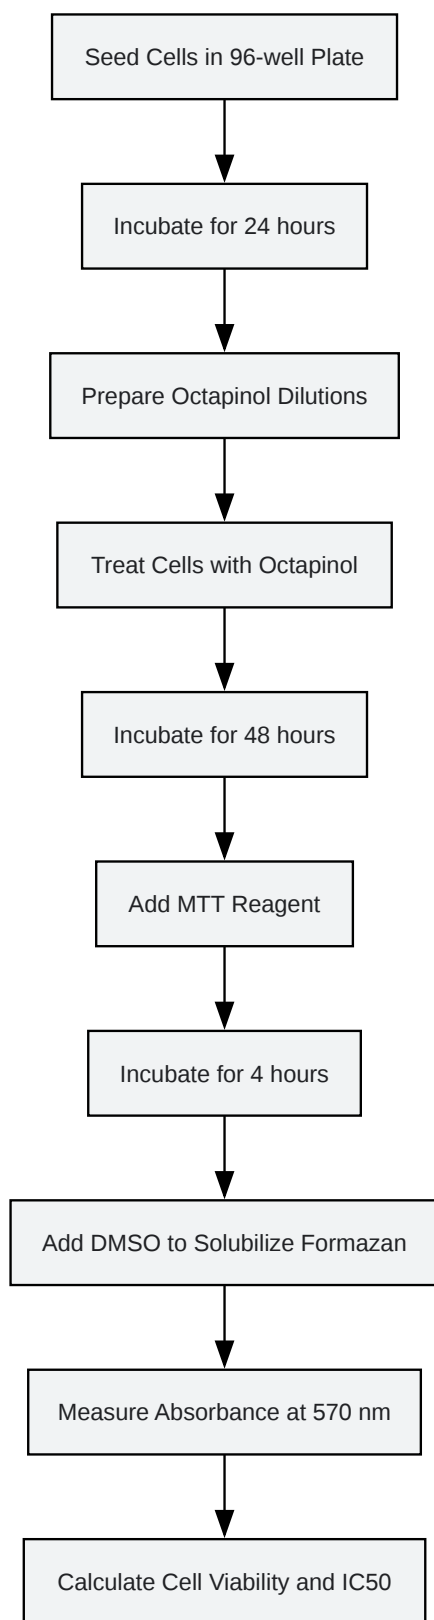 Seed Cells in 96-well Plate
Incubate for 24 hours
Prepare Octapinol Dilutions
Treat Cells with Octapinol
Incubate for 48 hours
Add MTT Reagent
Incubate for 4 hours
Add DMSO to Solubilize Formazan
Measure Absorbance at 570 nm
Calculate Cell Viability and IC50